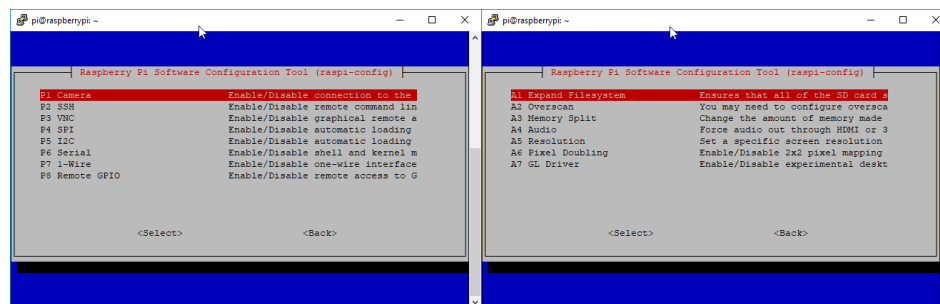 pi@raspberrypi: ~
Raspberry Pi Software Configuration Tool (raspi-config)
P1 Camera Enable/Disable connection to the
P2 SSH Enable/Disable remote command lin
P3 VNC Enable/Disable graphical remote a
P4 SPI Enable/Disable automatic loading
P5 I2C Enable/Disable automatic loading
P6 Serial Enable/Disable shell and kernel m
P7 1-Wire Enable/Disable one-wire interface
P8 Remote GPIO Enable/Disable remote access to G
<Select> <Back>
pi@raspberrypi: ~
Raspberry Pi Software Configuration Tool (raspi-config)
A1 Expand Filesystem Ensures that all of the SD card s
A2 Overscan You may need to configure oversca
A3 Memory Split Change the amount of memory made
A4 Audio Force audio out through HDMI or 3
A5 Resolution Set a specific screen resolution
A6 Pixel Doubling Enable/Disable 2x2 pixel mapping
A7 GL Driver Enable/Disable experimental deskt
<Select> <Back>